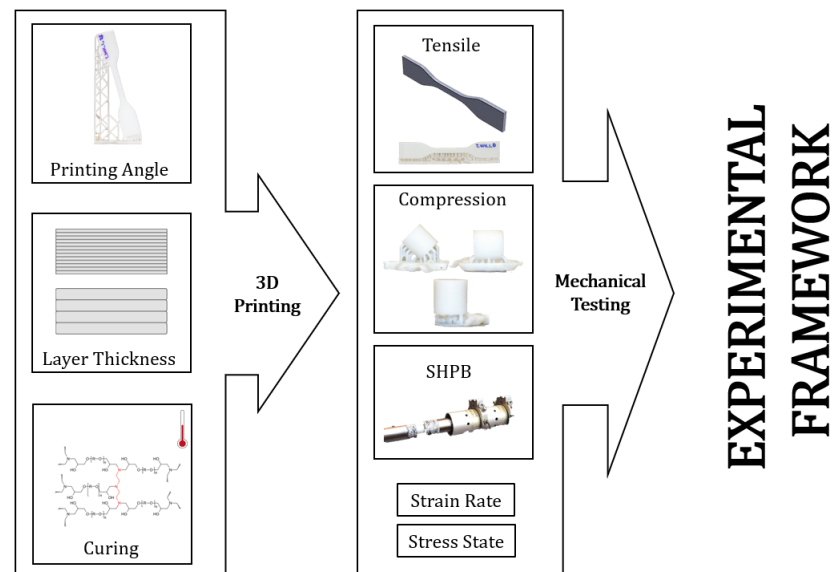 Printing Angle
Layer Thickness
Curing
3D
Printing
Tensile
Compression
SHPB
Strain Rate
Stress State
Mechanical
Testing
EXPERIMENTAL
FRAMEWORK